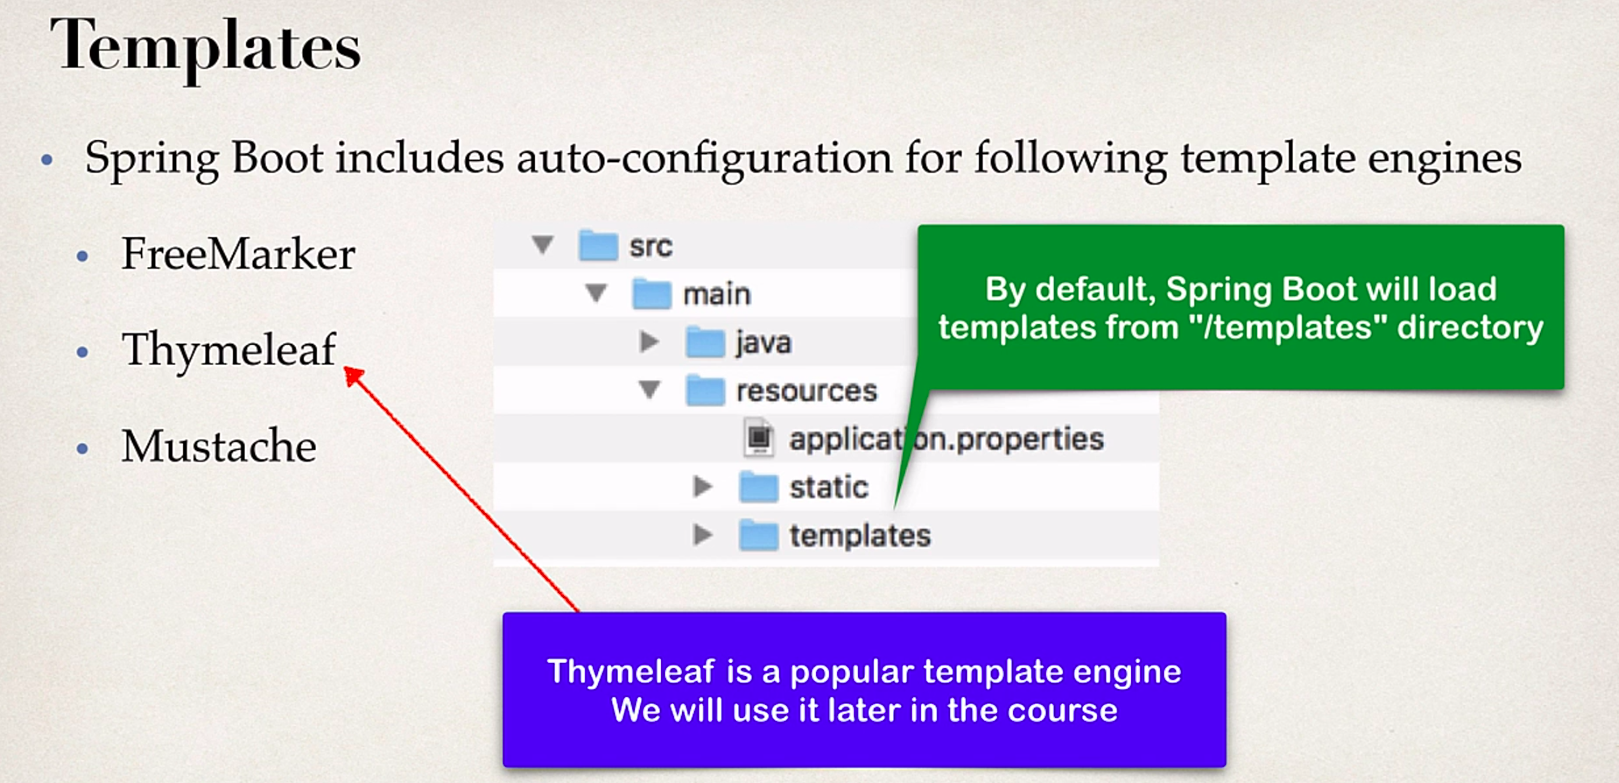 Templates
• Spring Boot includes auto-configuration for following template engines
• FreeMarker
• Thymeleaf
• Mustache
src
main
java
resources
application.properties
static
templates
By default, Spring Boot will load
templates from "/templates" directory
Thymeleaf is a popular template engine
We will use it later in the course